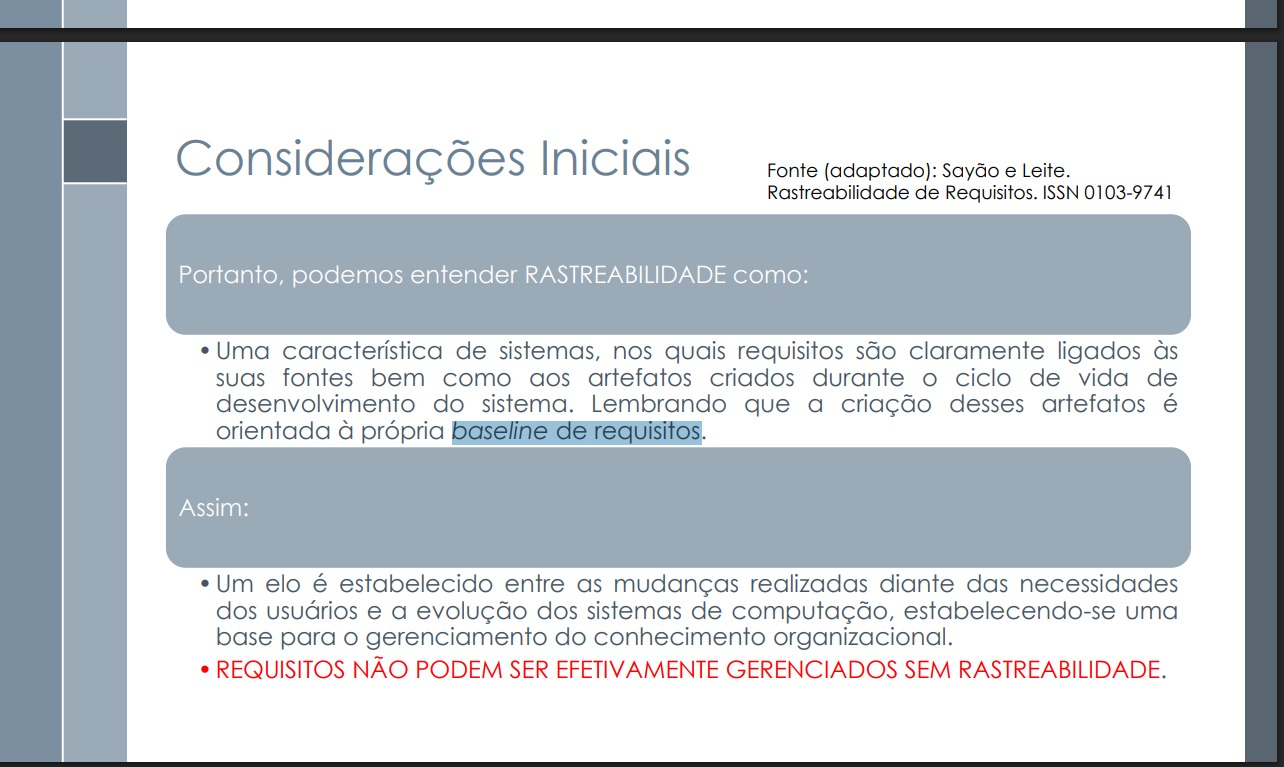 Considerações Iniciais
Fonte (adaptado): Sayão e Leite.
Rastreabilidade de Requisitos. ISSN 0103-9741
Portanto, podemos entender RASTREABILIDADE como:
• Uma característica de sistemas, nos quais requisitos são claramente ligados às
suas fontes bem como aos artefatos criados durante o ciclo de vida de
desenvolvimento do sistema. Lembrando que a criação desses artefatos é
orientada à própria baseline de requisitos.
Assim:
• Um elo é estabelecido entre as mudanças realizadas diante das necessidades
dos usuários e a evolução dos sistemas de computação, estabelecendo-se uma
base para o gerenciamento do conhecimento organizacional.
• REQUISITOS NÃO PODEM SER EFETIVAMENTE GERENCIADOS SEM RASTREABILIDADE.